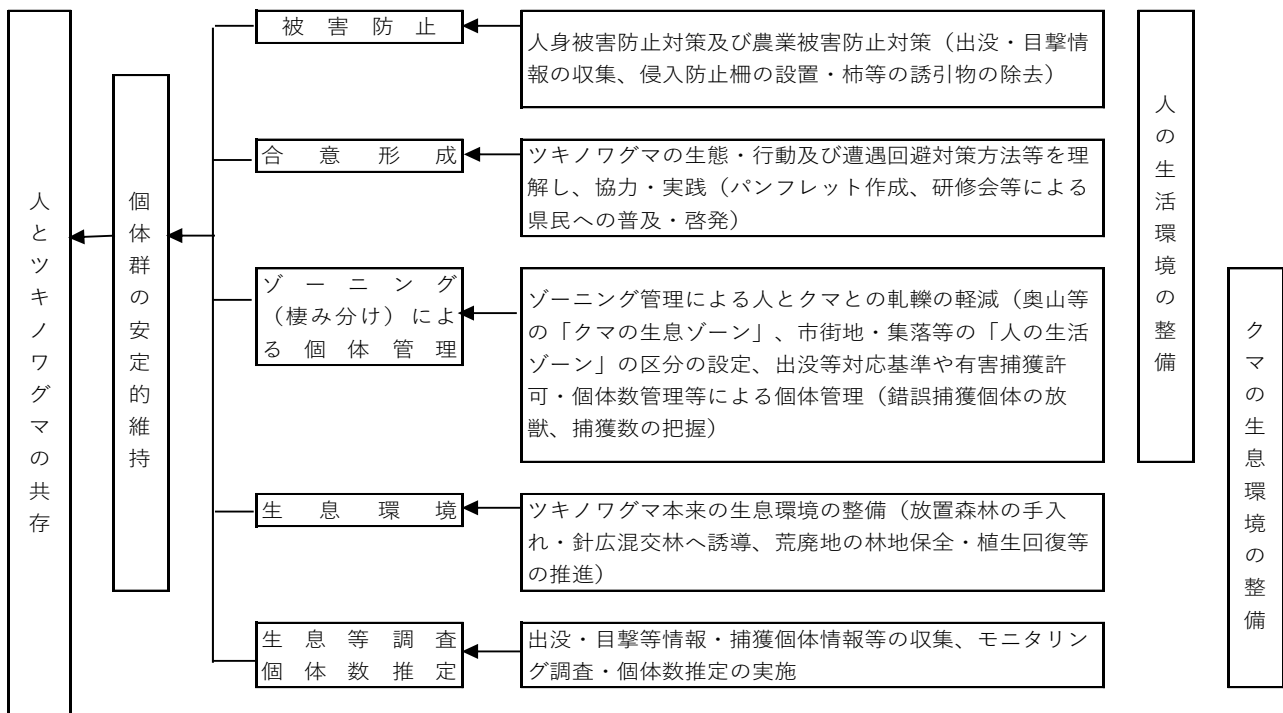 人とツキノワグマの共存
個体群の安定的維持
被害防止
人身被害防止対策及び農業被害防止対策（出没・目撃情
報の収集、侵入防止柵の設置・柿等の誘引物の除去）
合意形成
ツキノワグマの生態・行動及び遭遇回避対策方法等を理
解し、協力・実践（パンフレット作成、研修会等による
県民への普及・啓発）
ゾーニング
（棲み分け）によ
る個体管理
ゾーニング管理による人とクマとの軋轢の軽減（奥山等
の「クマの生息ゾーン」、市街地・集落等の「人の生活
ゾーン」の区分の設定、出没等対応基準や有害捕獲許
可・個体数管理等による個体管理（錯誤捕獲個体の放
獣、捕獲数の把握）
生息環境
ツキノワグマ本来の生息環境の整備（放置森林の手入
れ・針広混交林へ誘導、荒廃地の林地保全・植生回復等
の推進）
生息等調査
個体数推定
出没・目撃等情報・捕獲個体情報等の収集、モニタリン
グ調査・個体数推定の実施
人の生活環境の整備
クマの生息環境の整備